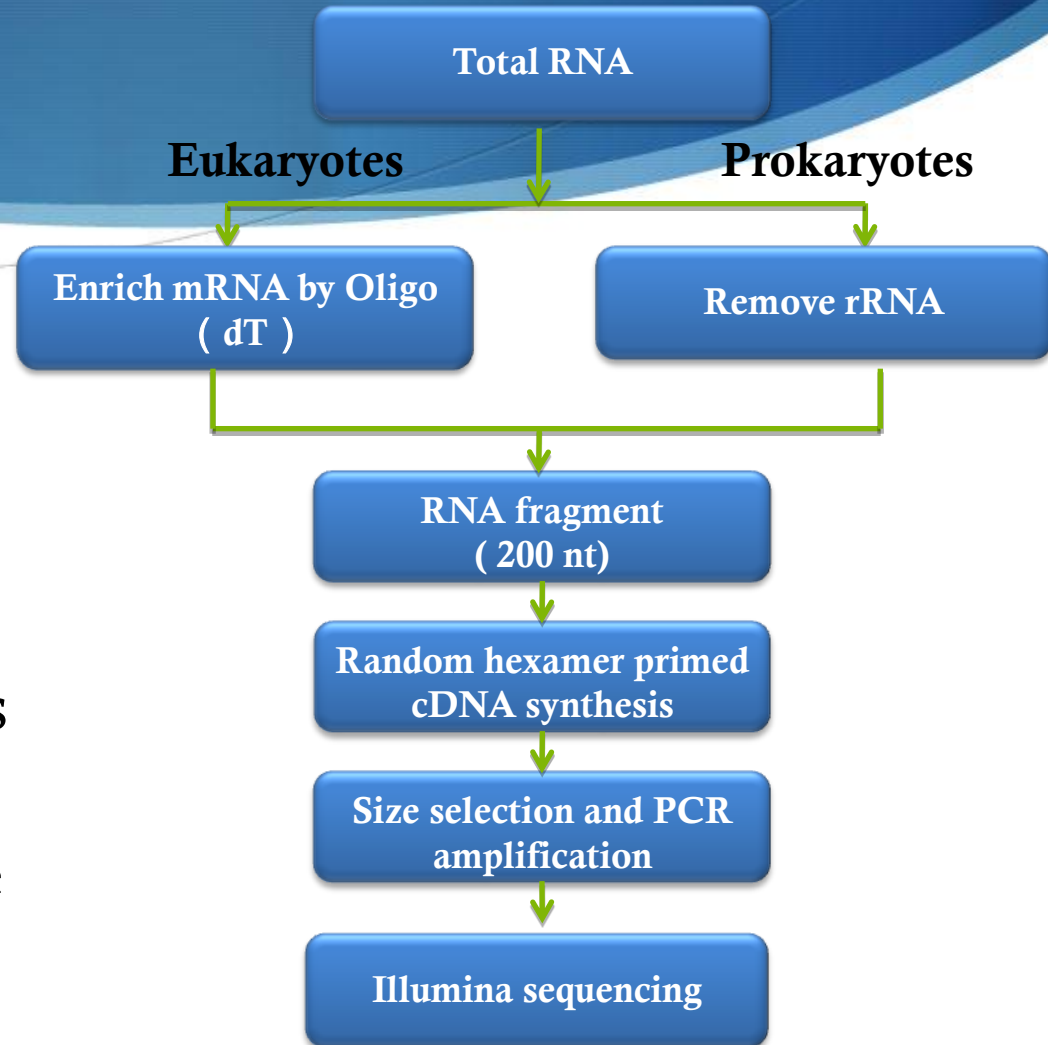 Total RNA
Eukaryotes
Prokaryotes
Enrich mRNA by Oligo
( dT )
Remove rRNA
RNA fragment
( 200 nt)
Random hexamer primed
cDNA synthesis
Size selection and PCR
amplification
Illumina sequencing